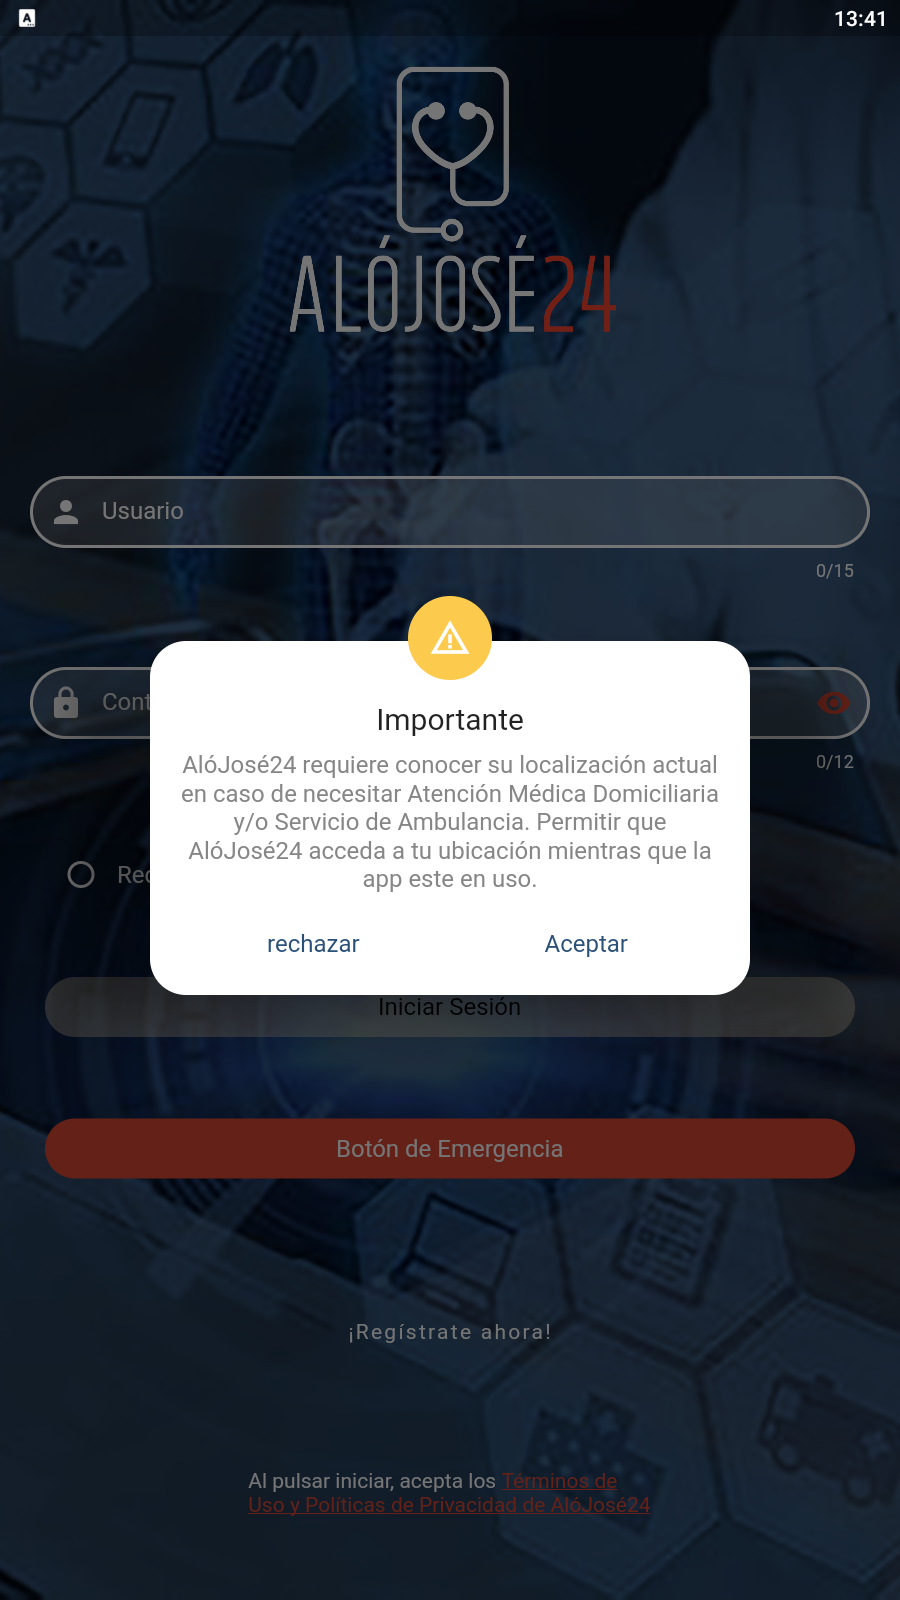 13:41
ALÓJOSÉ24
Usuario
0/15
Cont
0/12
Importante
AlóJosé24 requiere conocer su localización actual
en caso de necesitar Atención Médica Domiciliaria
y/o Servicio de Ambulancia. Permitir que
AlóJosé24 acceda a tu ubicación mientras que la
app este en uso.
Rec
rechazar Aceptar
Iniciar Sesión
Botón de Emergencia
¡Regístrate ahora!
Al pulsar iniciar, acepta los Términos de
Uso y Políticas de Privacidad de AlóJosé24